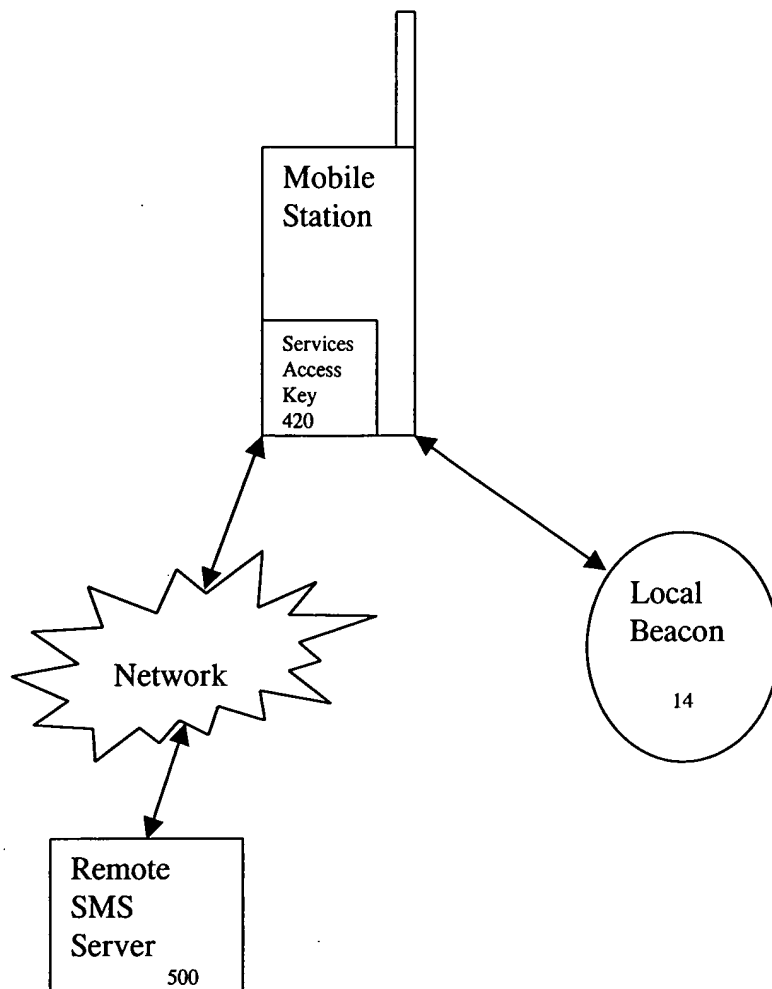 Mobile
Station
Services
Access
Key
420
Local
Beacon
14
Network
Remote
SMS
Server
500